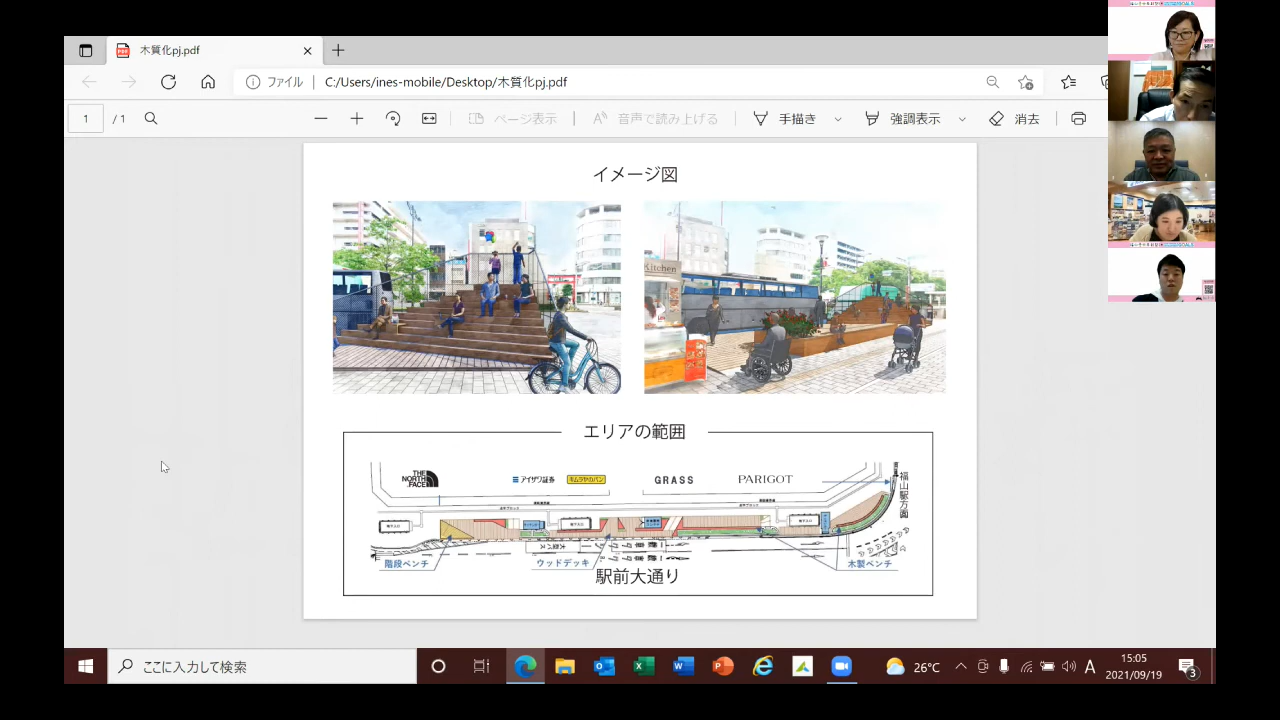 木質化pj.pdf
ファイル
C:/Users/ines-mobile/Desktop/木質化pj.pdf
1 / 1
ページ表示
音声で読み上げる
手描き
強調表示
消去
イメージ図
Kitchen
エリアの範囲
THE NORTH FACE
アイザワ証券
キムラヤのパン
GRASS
PARIGOT
福山駅方面
階段ベンチ
ウッドデッキ
木製ベンチ
駅前大通り
ここに入力して検索
26°C
A
15:05
2021/09/19
3